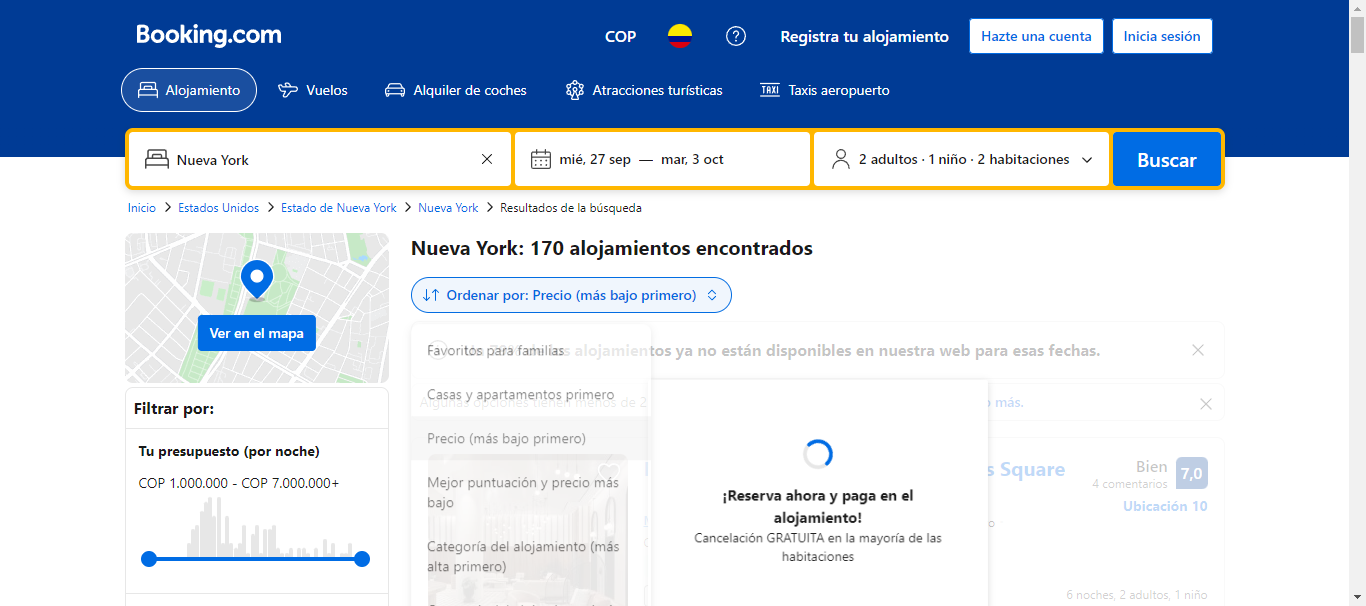 Booking.com
COP
Registra tu alojamiento
Hazte una cuenta
Inicia sesión
Alojamiento
Vuelos
Alquiler de coches
Atracciones turísticas
TAXI
Taxis aeropuerto
Nueva York
mié, 27 sep — mar, 3 oct
2 adultos · 1 niño · 2 habitaciones
Buscar
Inicio > Estados Unidos > Estado de Nueva York > Nueva York > Resultados de la búsqueda
Ver en el mapa
Filtrar por:
Tu presupuesto (por noche)
COP 1.000.000 - COP 7.000.000+
Nueva York: 170 alojamientos encontrados
Ordenar por: Precio (más bajo primero)
alojamientos ya no están disponibles en nuestra web para esas fechas.
Favoritos para familias
Casas y apartamentos primero
Algunas opciones tienen menos de 2
más.
Precio (más bajo primero)
Mejor puntuación y precio más
bajo
Categoría del alojamiento (más
alta primero)
¡Reserva ahora y paga en el
alojamiento!
Cancelación GRATUITA en la mayoría de las
habitaciones
Square
Bien
4 comentarios
7,0
Ubicación 10
6 noches, 2 adultos, 1 niño